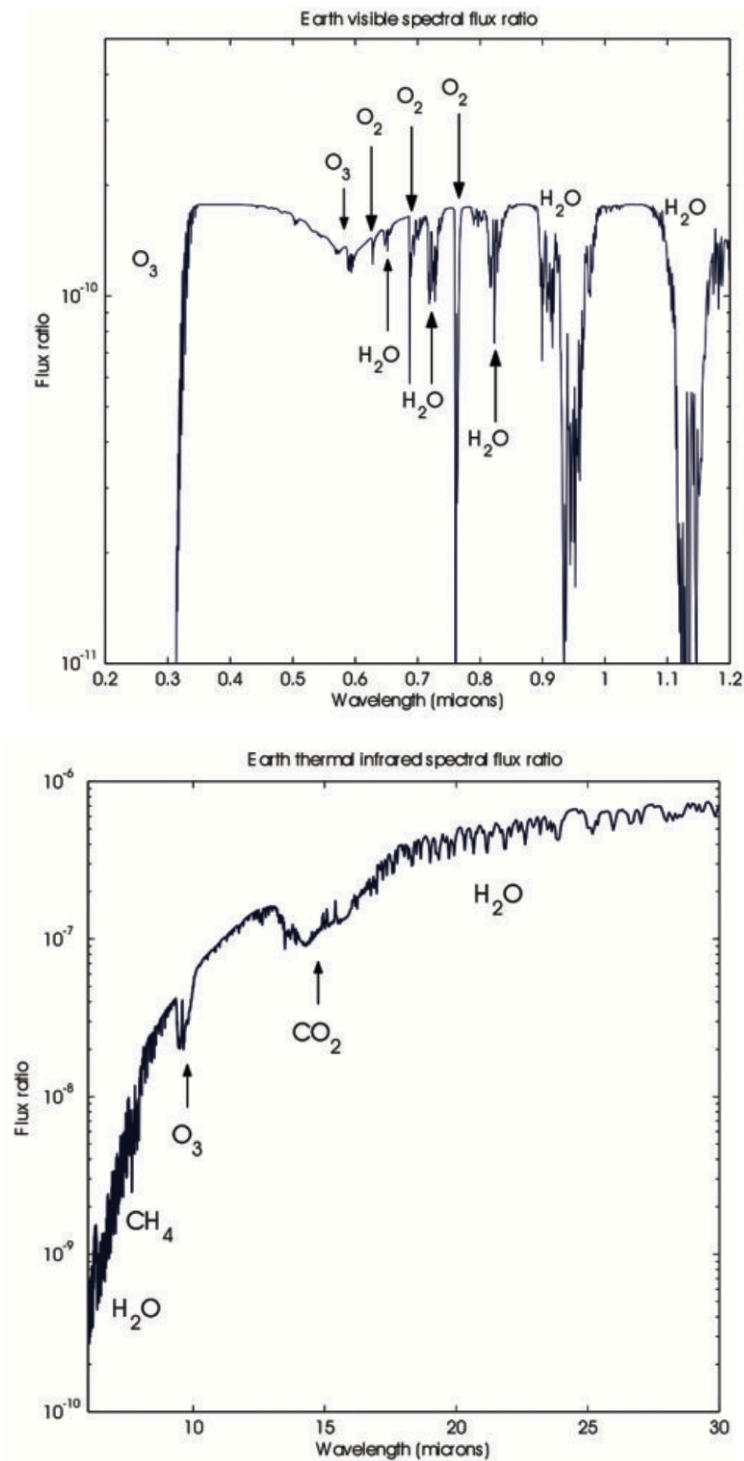 Earth visible spectral flux ratio
O₂
O₂
O₂
O₃
H₂O
H₂O
O₃
10⁻¹⁰
H₂O
H₂O
H₂O
Flux ratio
10⁻¹¹
0.2 0.3 0.4 0.5 0.6 0.7 0.8 0.9 1 1.1 1.2
Wavelength (microns)
Earth thermal infrared spectral flux ratio
10⁻⁶
H₂O
10⁻⁷
CO₂
10⁻⁸
Flux ratio
O₃
CH₄
10⁻⁹
H₂O
10⁻¹⁰
10 15 20 25 30
Wavelength (microns)